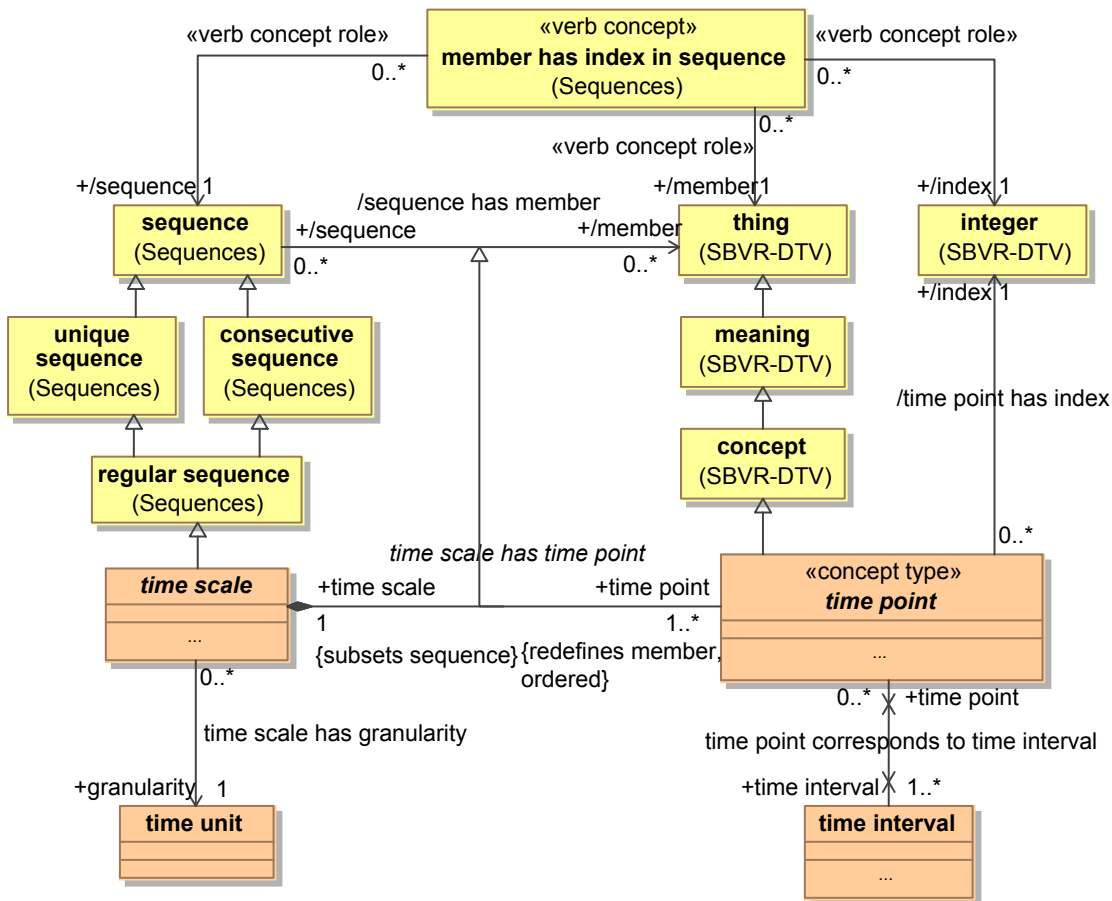 «verb concept»
member has index in sequence
(Sequences)
«verb concept role»
0..*
«verb concept role»
0..*
0..*
«verb concept role»
+/sequence 1
+/member1
+/index 1
sequence
(Sequences)
/sequence has member
+/sequence
0..*
+/member
0..*
thing
(SBVR-DTV)
integer
(SBVR-DTV)
+/index 1
unique
sequence
(Sequences)
consecutive
sequence
(Sequences)
meaning
(SBVR-DTV)
/time point has index
concept
(SBVR-DTV)
regular sequence
(Sequences)
0..*
time scale
...
time scale has time point
+time scale
1
{subsets sequence}
+time point
1..*
{redefines member,
ordered}
«concept type»
time point
...
0..*
time scale has granularity
+granularity 1
0..* +time point
time point corresponds to time interval
+time interval 1..*
time unit
time interval
...